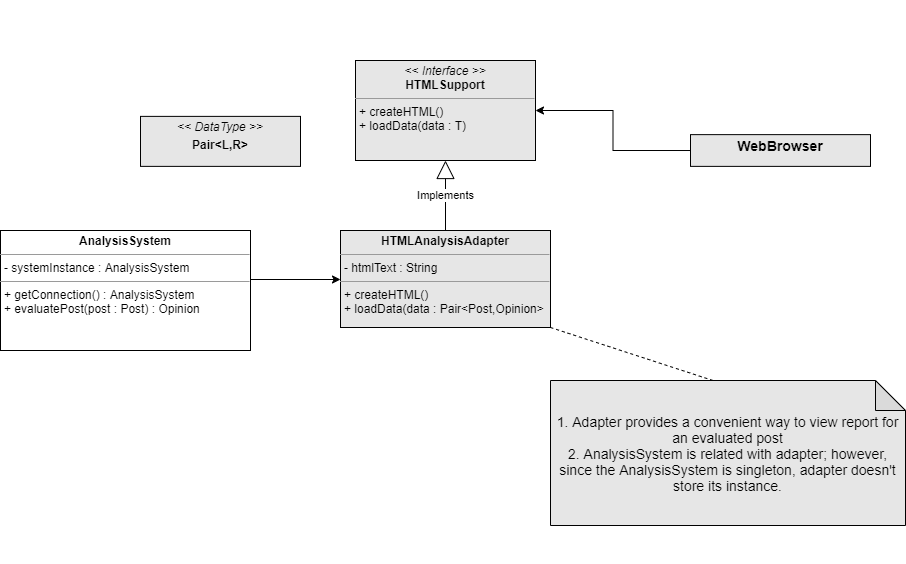 << Interface >>
HTMLSupport
+ createHTML()
+ loadData(data : T)
<< DataType >>
Pair<L,R>
WebBrowser
Implements
AnalysisSystem
- systemInstance : AnalysisSystem
+ getConnection() : AnalysisSystem
+ evaluatePost(post : Post) : Opinion
HTMLAnalysisAdapter
- htmlText : String
+ createHTML()
+ loadData(data : Pair<Post,Opinion>
1. Adapter provides a convenient way to view report for
an evaluated post
2. AnalysisSystem is related with adapter; however,
since the AnalysisSystem is singleton, adapter doesn't
store its instance.